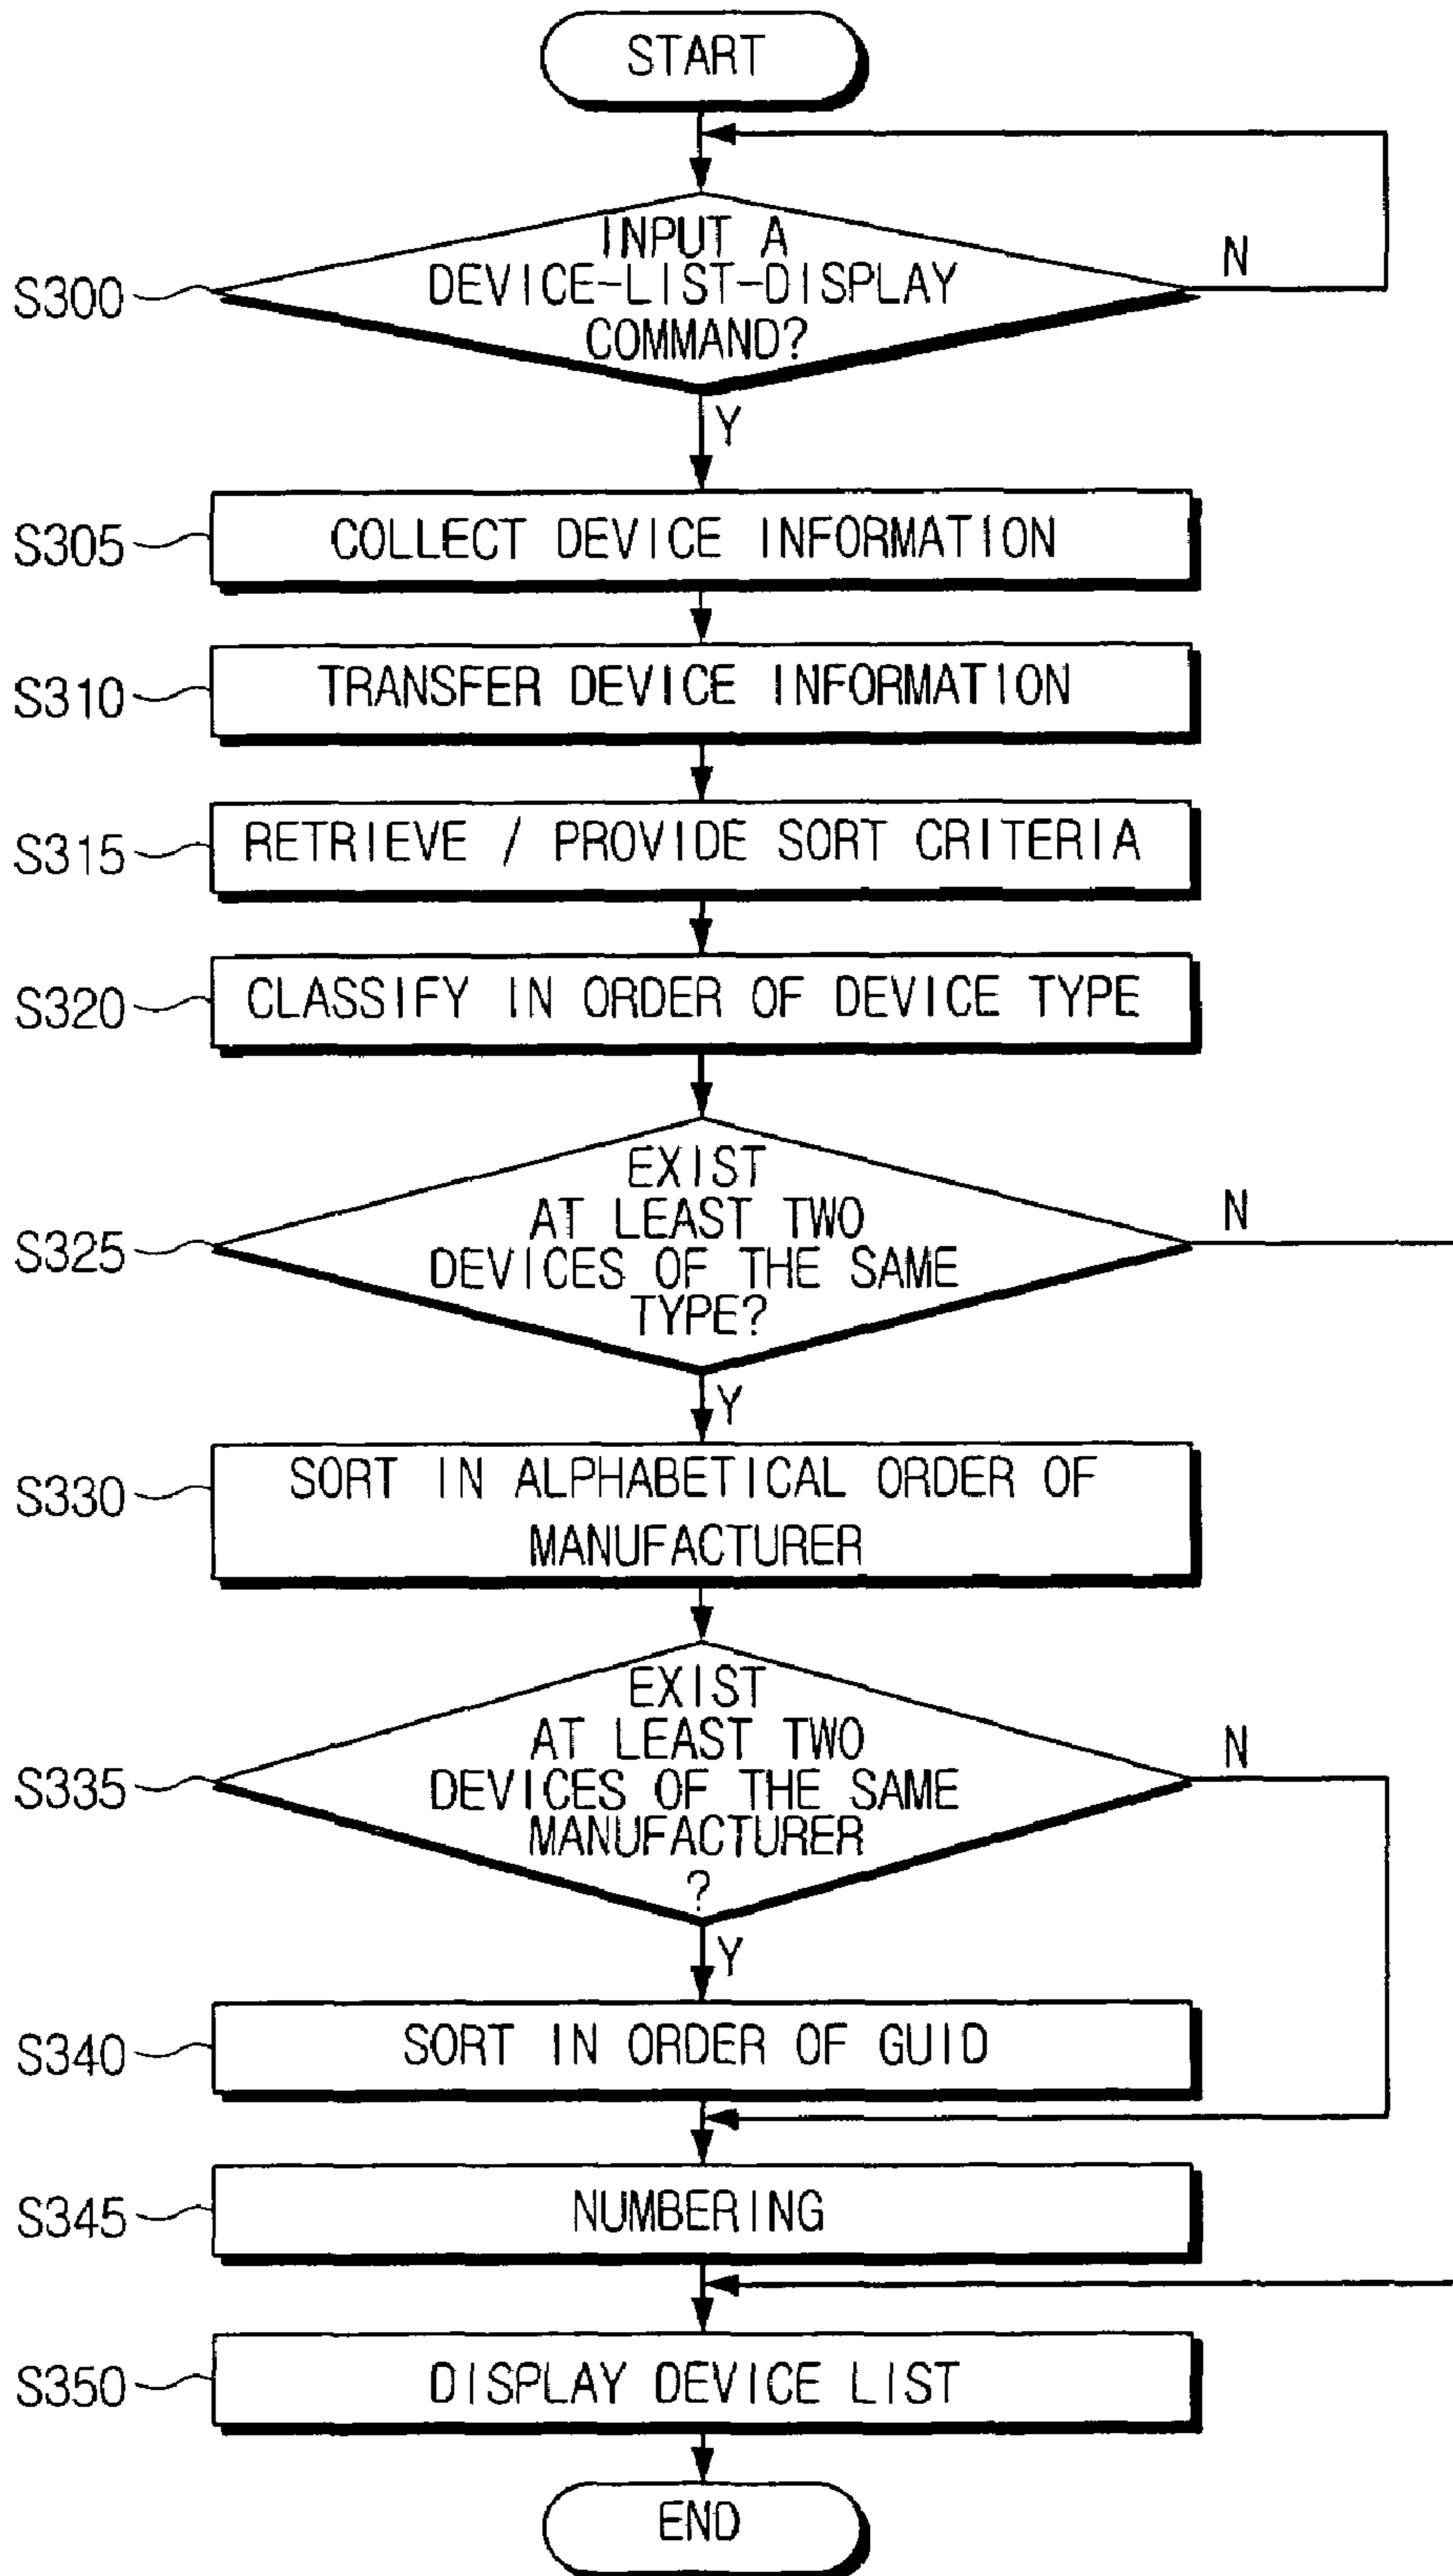 START
INPUT A
DEVICE-LIST-DISPLAY
COMMAND?
S300
N
Y
S305
COLLECT DEVICE INFORMATION
S310
TRANSFER DEVICE INFORMATION
S315
RETRIEVE / PROVIDE SORT CRITERIA
S320
CLASSIFY IN ORDER OF DEVICE TYPE
EXIST
AT LEAST TWO
DEVICES OF THE SAME
TYPE?
S325
N
Y
S330
SORT IN ALPHABETICAL ORDER OF
MANUFACTURER
EXIST
AT LEAST TWO
DEVICES OF THE SAME
MANUFACTURER
?
S335
N
Y
S340
SORT IN ORDER OF GUID
S345
NUMBERING
S350
DISPLAY DEVICE LIST
END